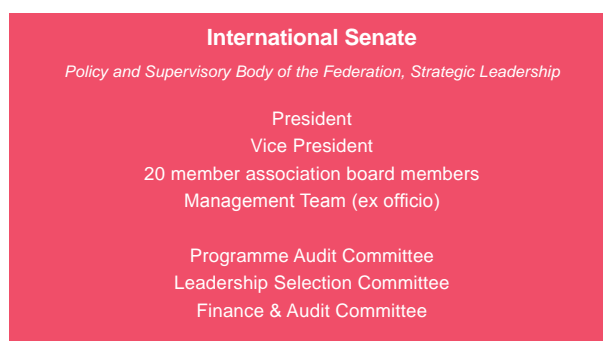 International Senate
Policy and Supervisory Body of the Federation, Strategic Leadership
President
Vice President
20 member association board members
Management Team (ex officio)
Programme Audit Committee
Leadership Selection Committee
Finance & Audit Committee